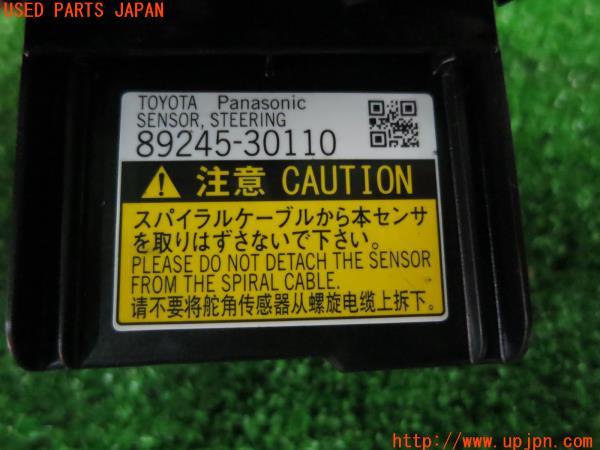 USED PARTS JAPAN
TOYOTA Panasonic
SENSOR, STEERING
89245-30110
注意 CAUTION
スパイラルケーブルから本センサ
を取りはずさないで下さい。
PLEASE DO NOT DETACH THE SENSOR
FROM THE SPIRAL CABLE.
请不要将舵角传感器从螺旋电缆上拆下。
http://www.upjpn.com/